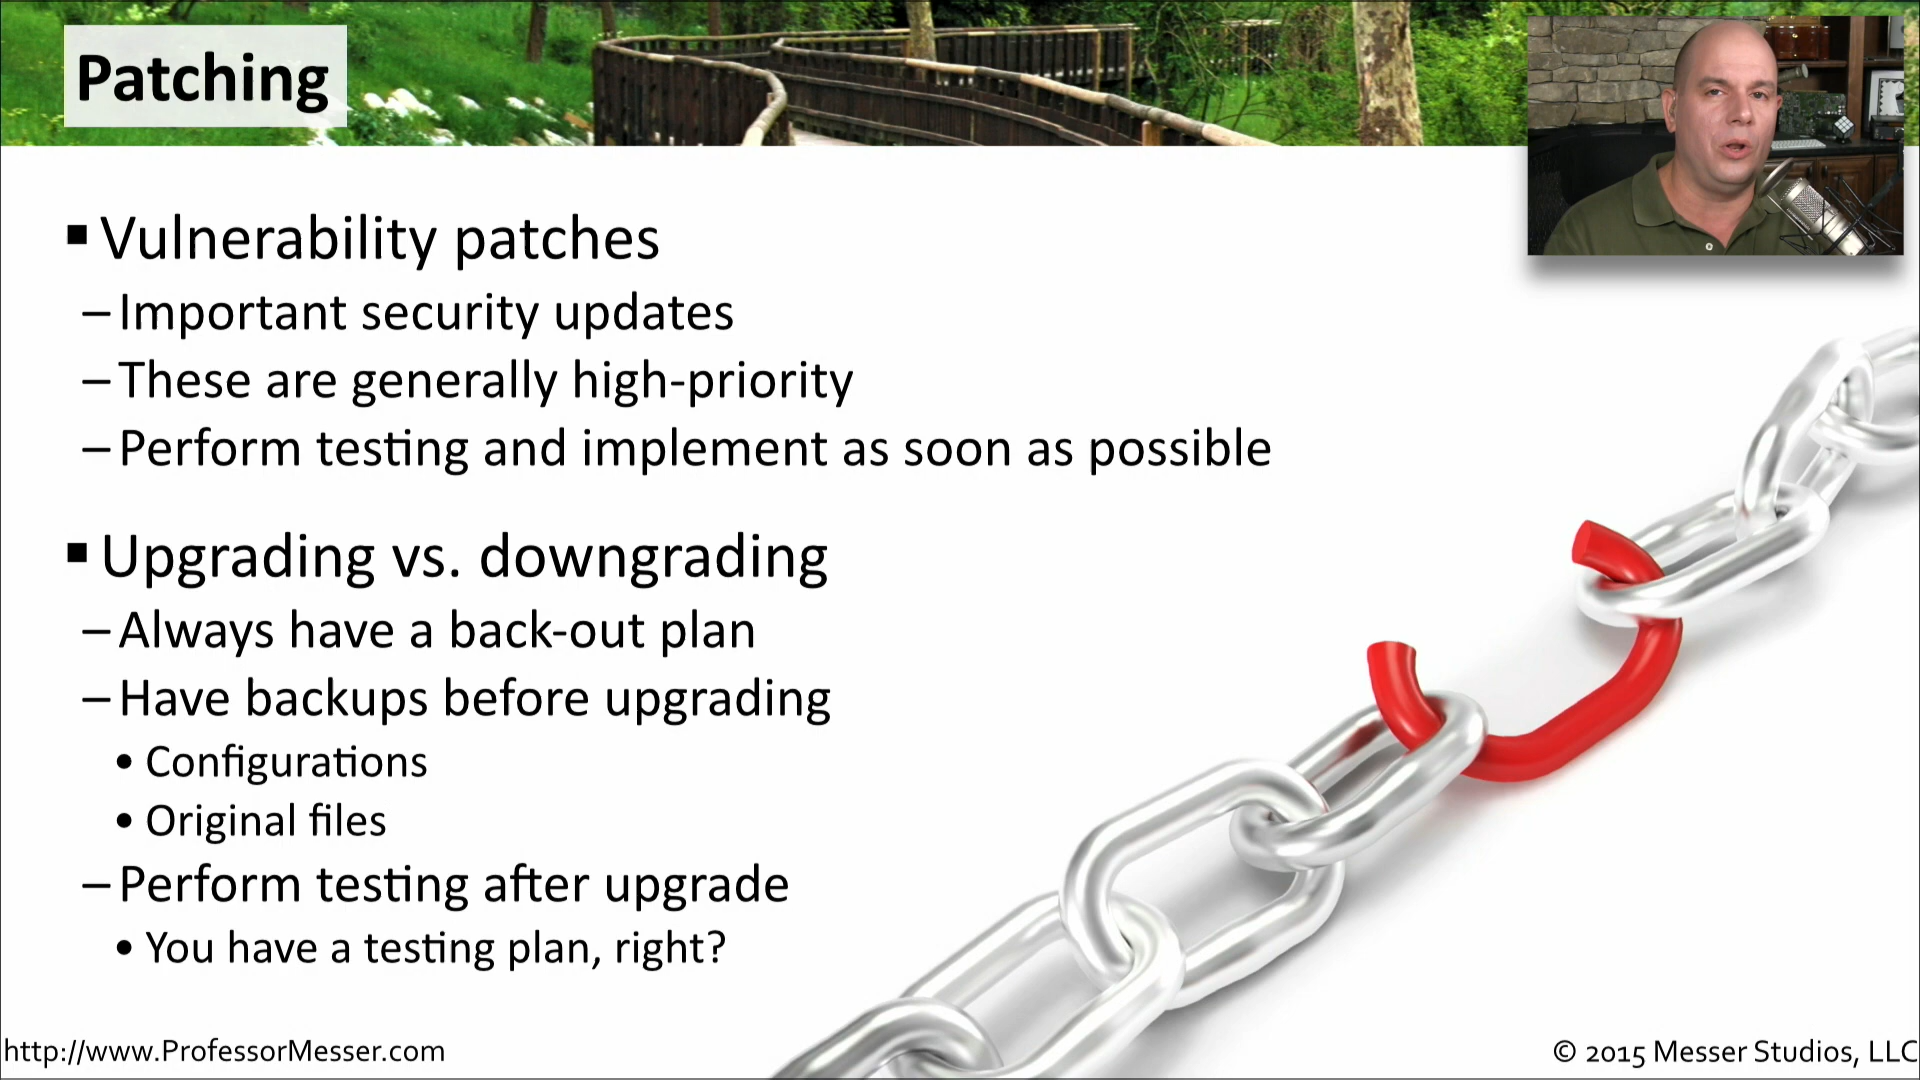 Patching
▪ Vulnerability patches
– Important security updates
– These are generally high-priority
– Perform testing and implement as soon as possible
▪ Upgrading vs. downgrading
– Always have a back-out plan
– Have backups before upgrading
• Configurations
• Original files
– Perform testing after upgrade
• You have a testing plan, right?
http://www.ProfessorMesser.com
© 2015 Messer Studios, LLC